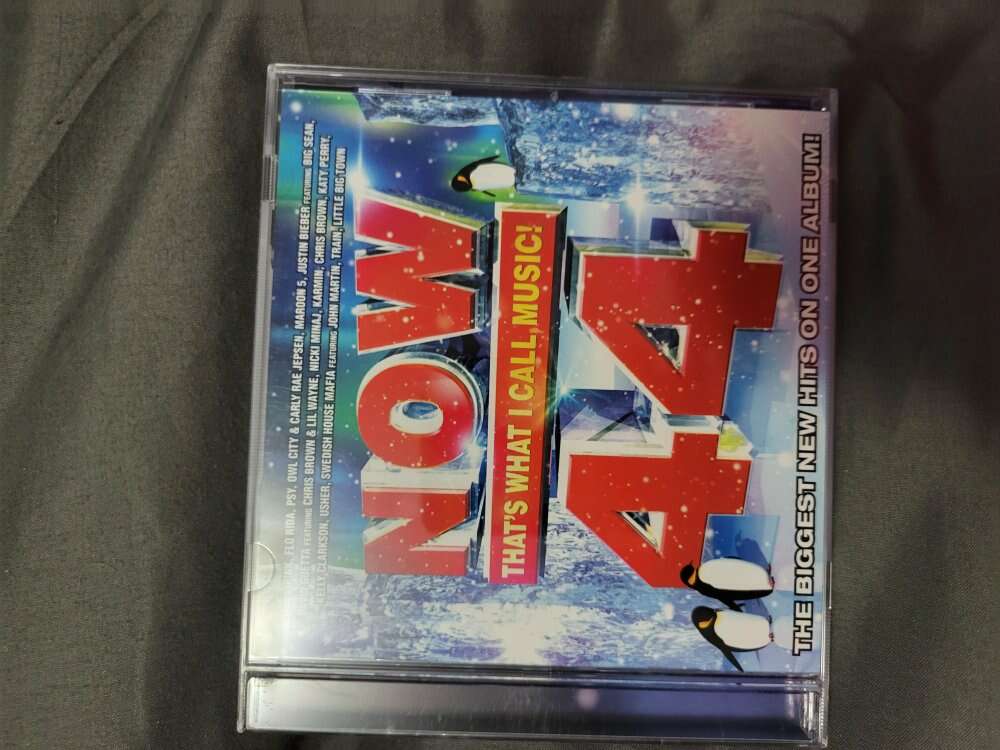 FLO RIDA, PSY, OWL CITY & CARLY RAE JEPSEN, MAROON 5, JUSTIN BIEBER FEATURING BIG SEAN,
FEATURING CHRIS BROWN & LIL WAYNE, NICKI MINAJ, KARMIN, CHRIS BROWN, KATY PERRY,
KELLY CLARKSON, USHER, SWEDISH HOUSE MAFIA FEATURING JOHN MARTIN, TRAIN, LITTLE BIG TOWN
NOW
THAT'S WHAT I CALL MUSIC!
44
THE BIGGEST NEW HITS ON ONE ALBUM!